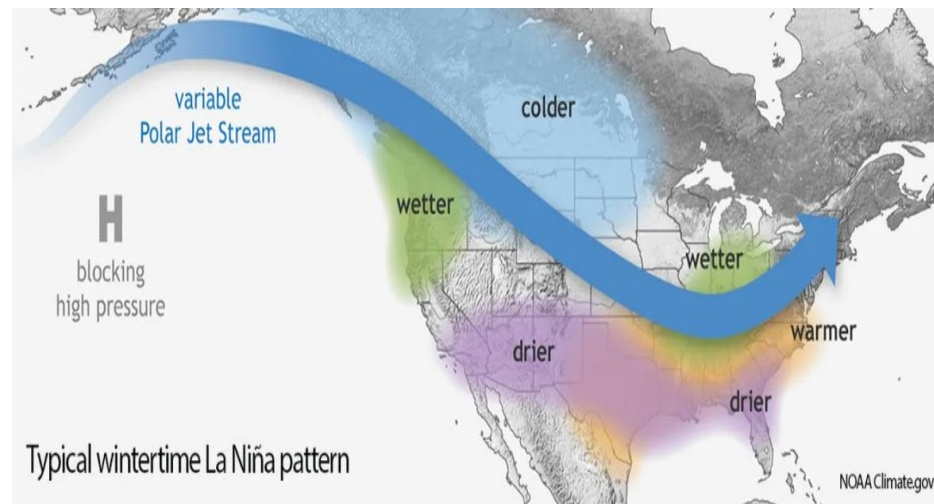 variable
Polar Jet Stream
colder
H
wetter
blocking
high pressure
wetter
warmer
drier
drier
Typical wintertime La Niña pattern
NOAA Climate.gov